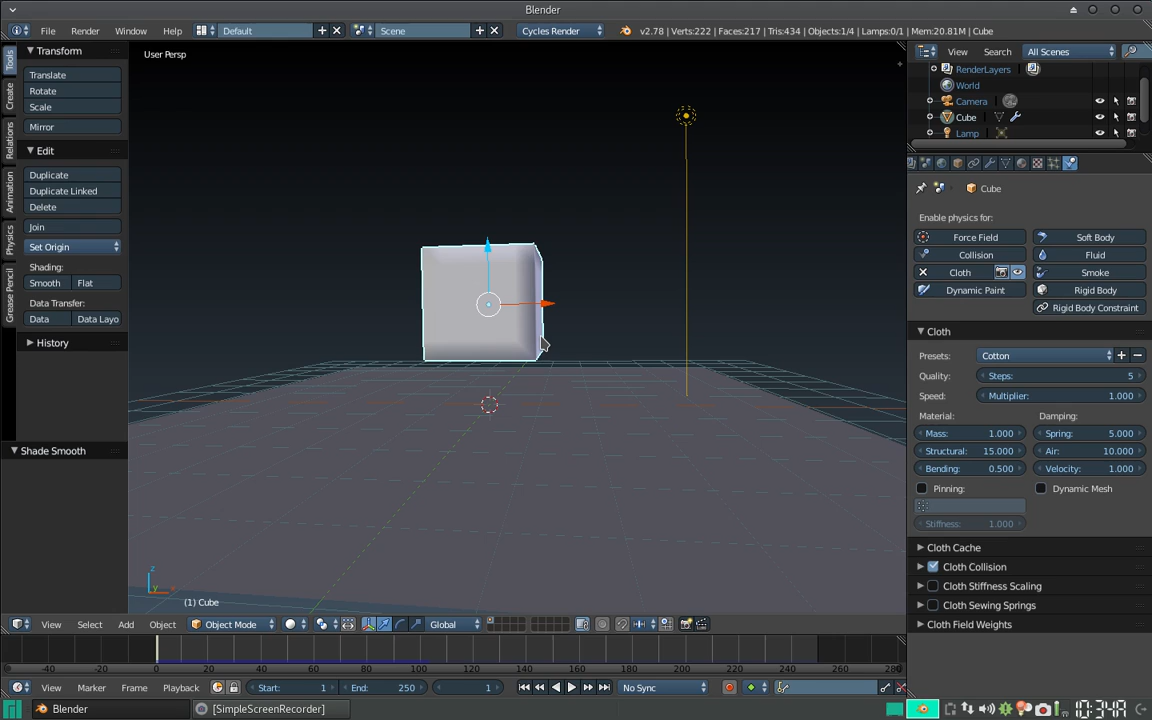 Blender
File Render Window Help Default Scene Cycles Render v2.78 | Verts:222 | Faces:217 | Tris:434 | Objects:1/4 | Lamps:0/1 | Mem:20.81M | Cube
Transform
Translate
Rotate
Scale
Mirror
Edit
Duplicate
Duplicate Linked
Delete
Join
Set Origin
Shading:
Smooth Flat
Data Transfer:
Data Data Layo
History
Shade Smooth
Tools
Create
Relations
Animation
Physics
Grease Pencil
User Persp
z
y
x
(1) Cube
View Search All Scenes
RenderLayers
World
Camera
Cube
Lamp
Cube
Enable physics for:
Force Field Soft Body
Collision Fluid
Cloth Smoke
Dynamic Paint Rigid Body
Rigid Body Constraint
Cloth
Presets: Cotton
Quality: Steps: 5
Speed: Multiplier: 1.000
Material: Damping:
Mass: 1.000 Spring: 5.000
Structural: 15.000 Air: 10.000
Bending: 0.500 Velocity: 1.000
Pinning: Dynamic Mesh
Stiffness: 1.000
Cloth Cache
Cloth Collision
Cloth Stiffness Scaling
Cloth Sewing Springs
Cloth Field Weights
View Select Add Object Object Mode Global
-40 -20 0 20 40 60 80 100 120 140 160 180 200 220 240 260 280
View Marker Frame Playback Start: 1 End: 250 1 No Sync
Blender [SimpleScreenRecorder]